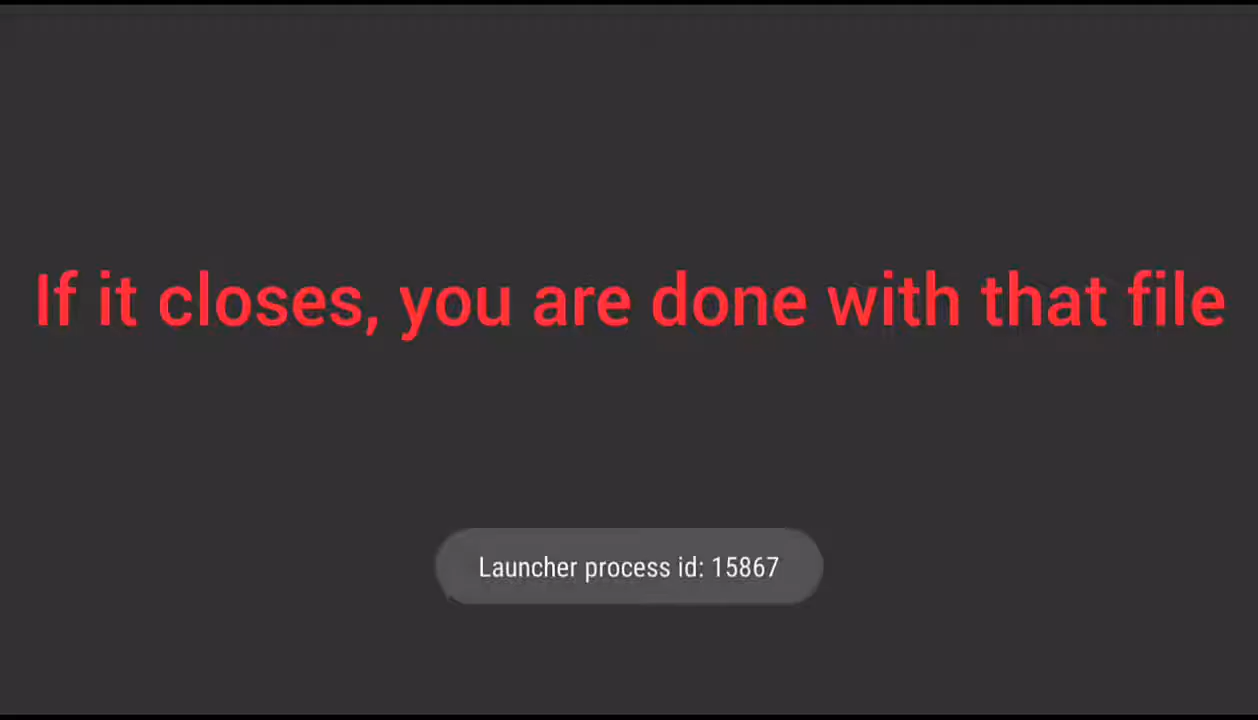 If it closes, you are done with that file
Launcher process id: 15867